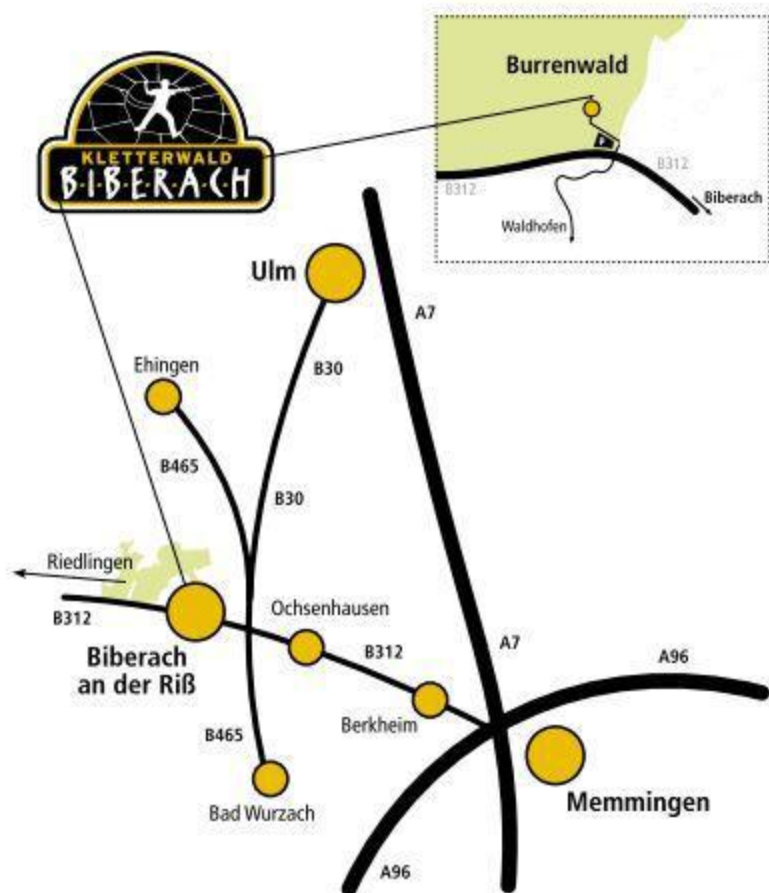 KLETTERWALD
B·I·B·E·R·A·C·H
Burrenwald
B312
B312
Biberach
Waldhofen
Ulm
A7
Ehingen
B30
B465
B30
Riedlingen
B312
Ochsenhausen
Biberach
an der Riß
B312
A7
A96
B465
Berkheim
Bad Wurzach
Memmingen
A96